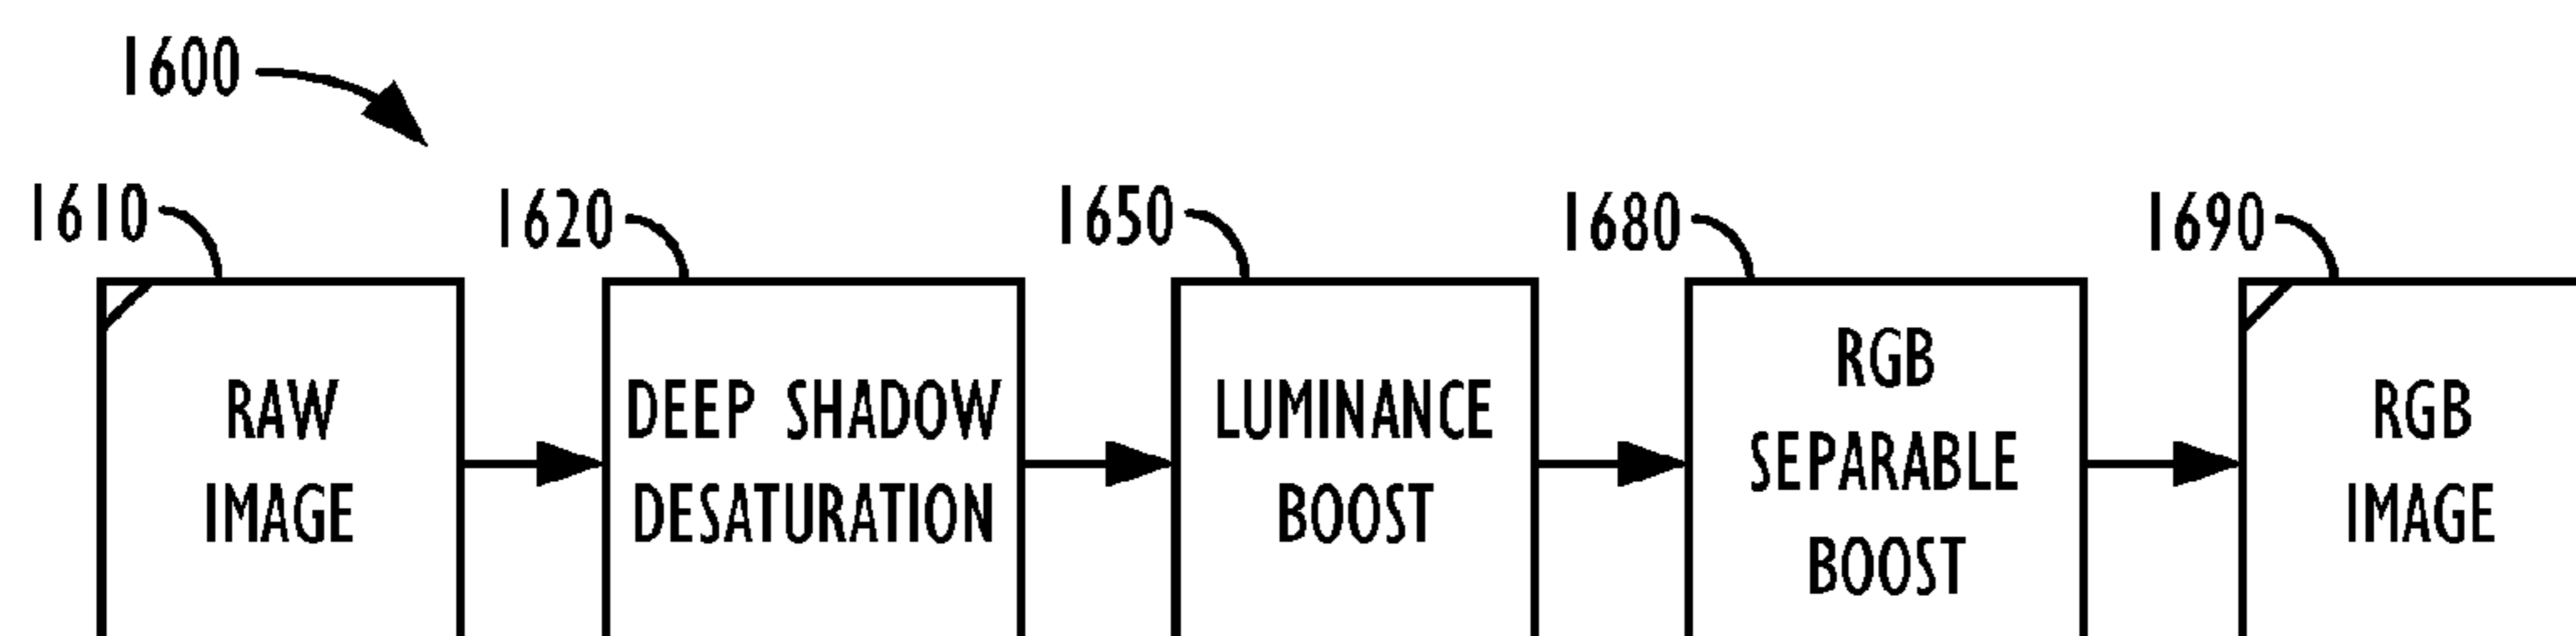 1600
1610
1620
1650
1680
1690
RAW
IMAGE
DEEP SHADOW
DESATURATION
LUMINANCE
BOOST
RGB
SEPARABLE
BOOST
RGB
IMAGE